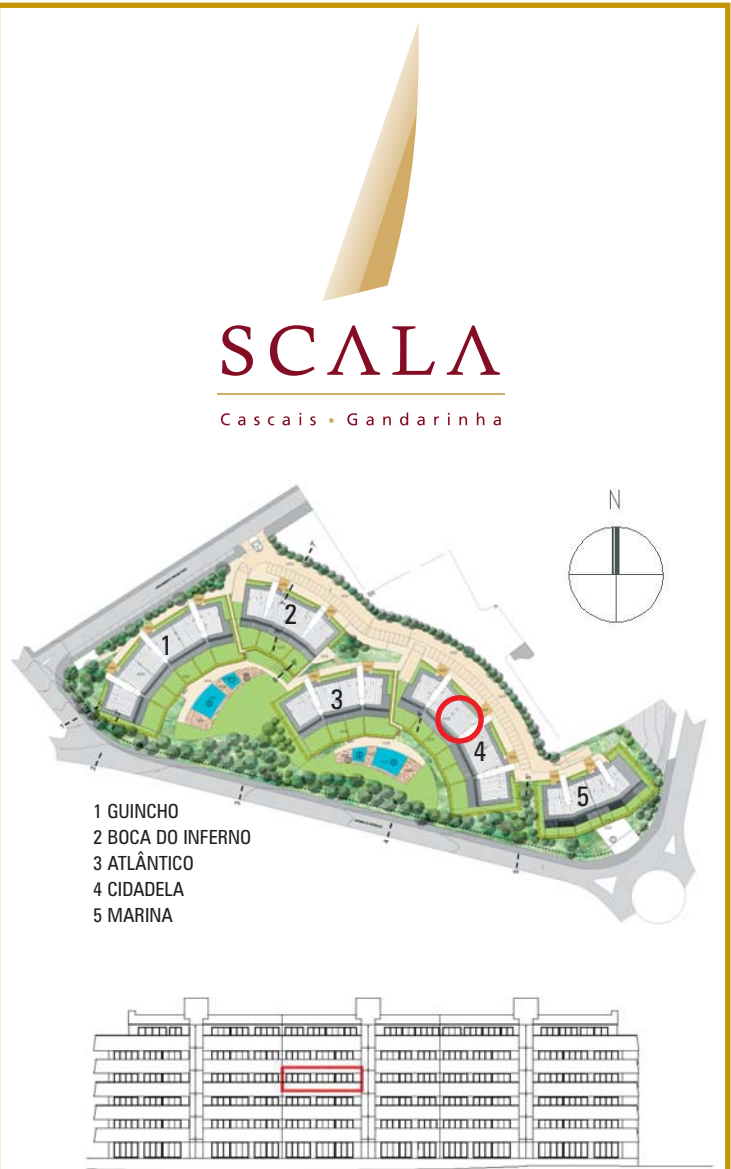 SCALA
Cascais • Gandarinha
N
1
2
3
4
5
1 GUINCHO
2 BOCA DO INFERNO
3 ATLÂNTICO
4 CIDADELA
5 MARINA